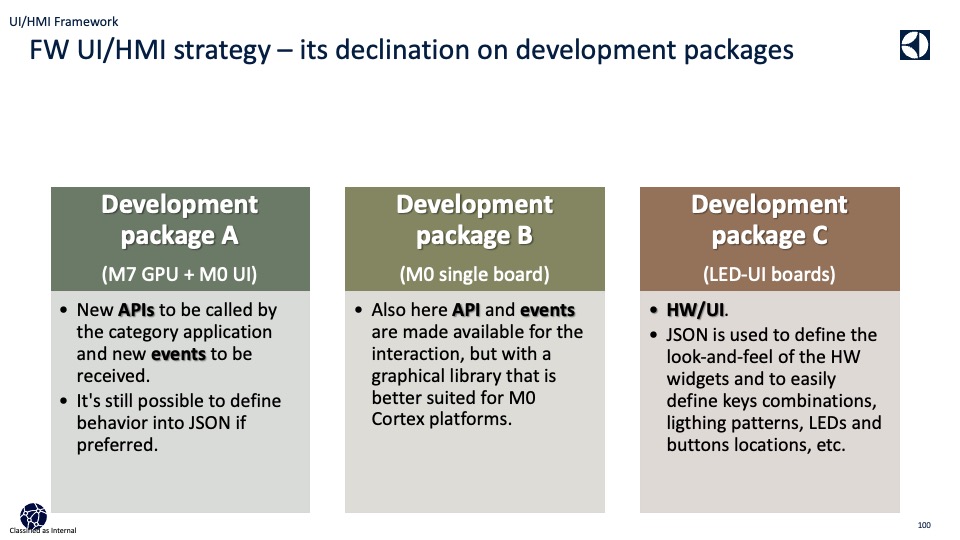 UI/HMI Framework
FW UI/HMI strategy – its declination on development packages
Development
package A
(M7 GPU + M0 UI)
• New APIs to be called by
the category application
and new events to be
received.
• It's still possible to define
behavior into JSON if
preferred.
Development
package B
(M0 single board)
• Also here API and events
are made available for the
interaction, but with a
graphical library that is
better suited for M0
Cortex platforms.
Development
package C
(LED-UI boards)
• HW/UI.
• JSON is used to define the
look-and-feel of the HW
widgets and to easily
define keys combinations,
ligthing patterns, LEDs and
buttons locations, etc.
Classified as Internal
100